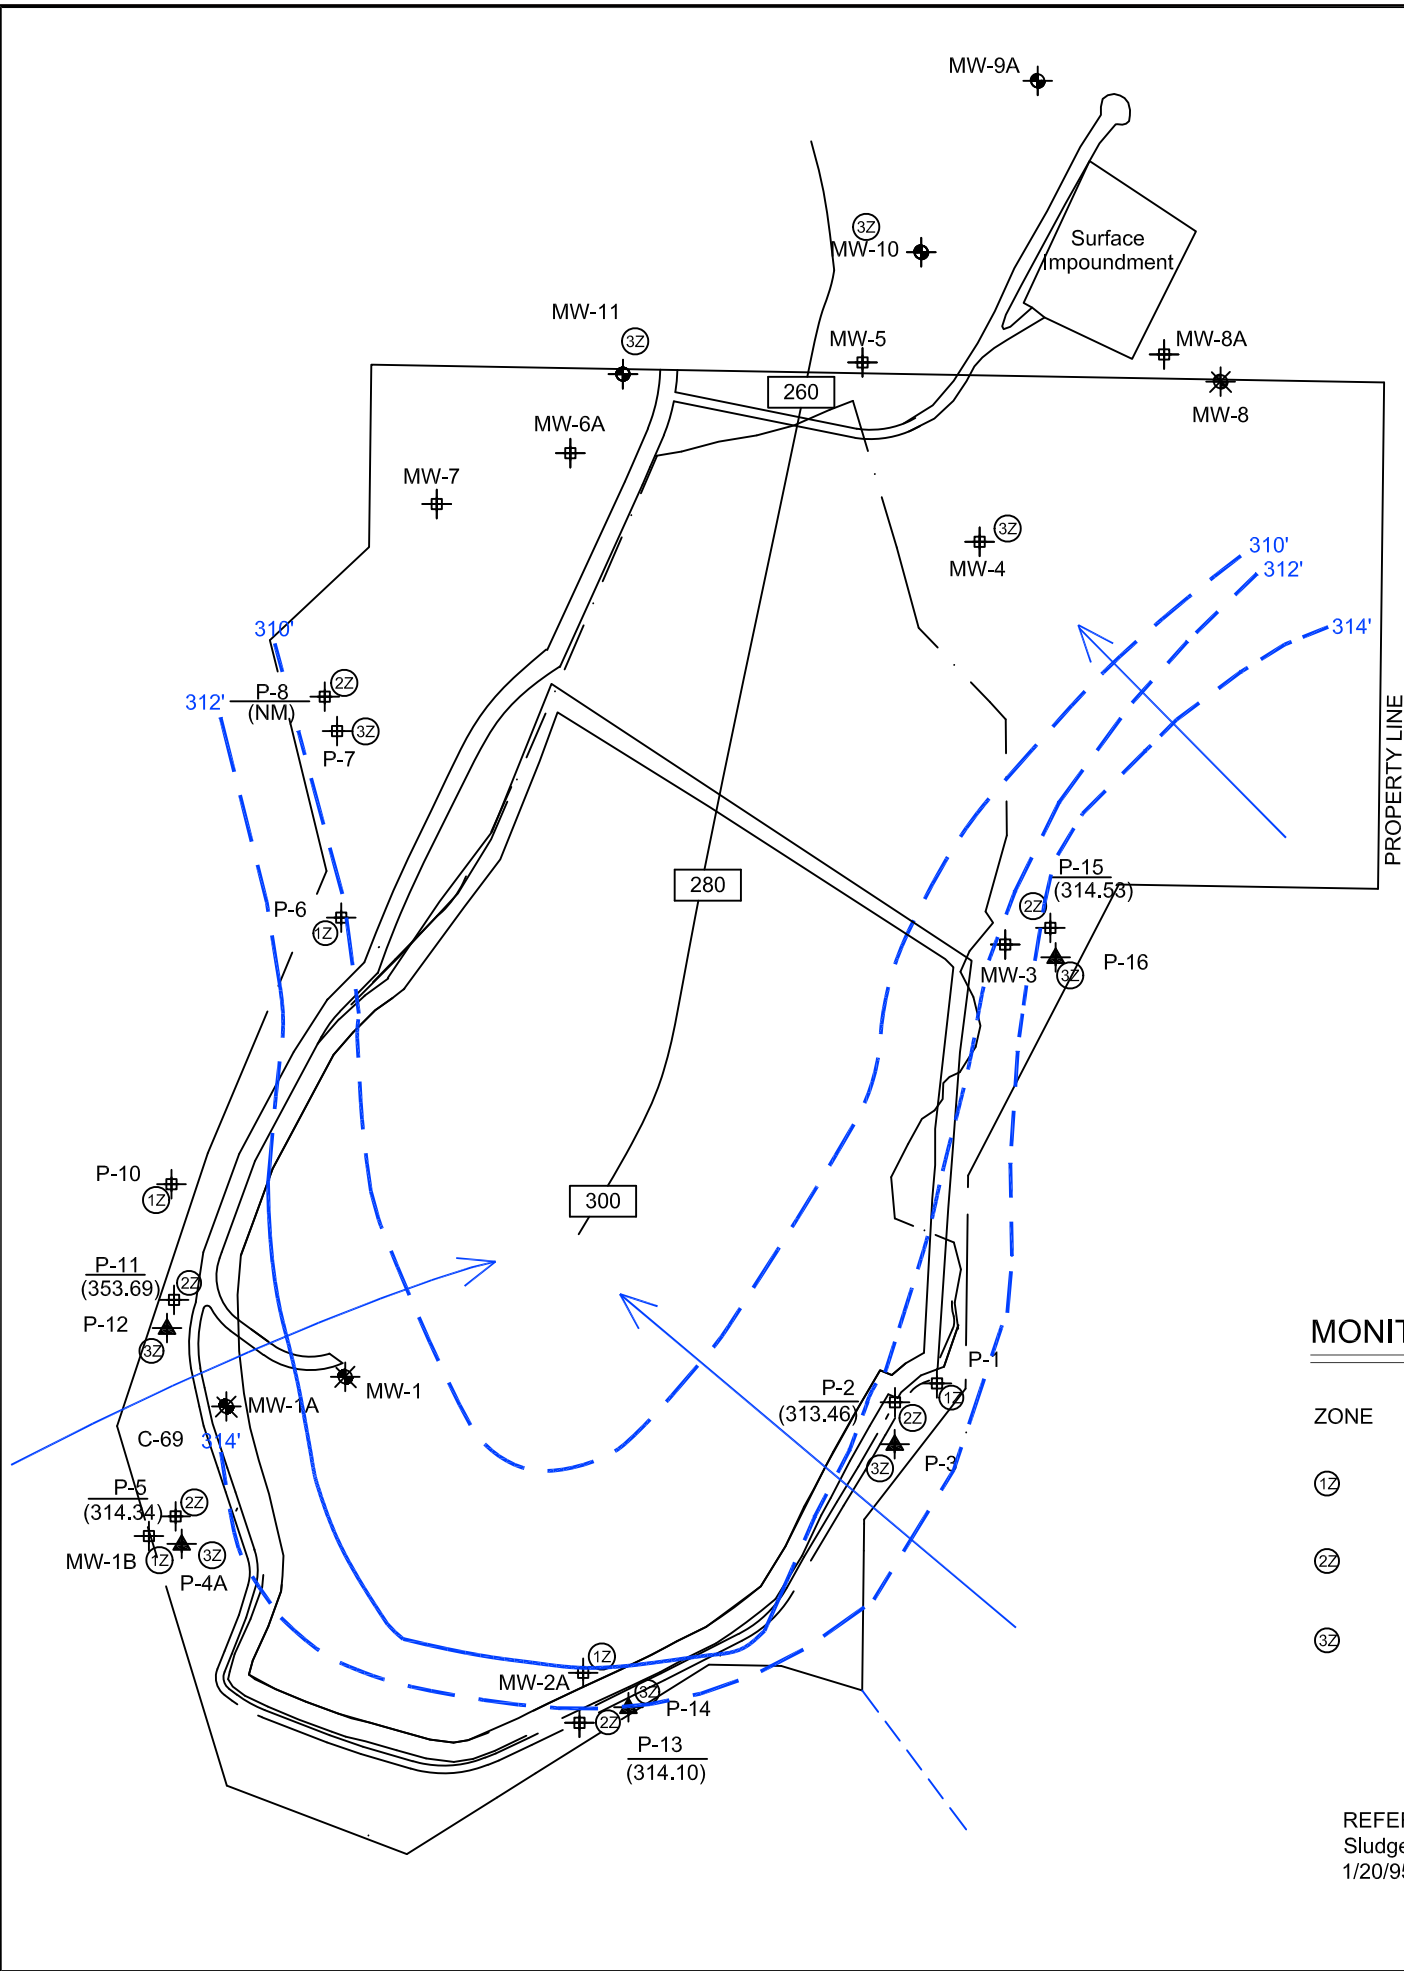 MW-9A
3Z
MW-10
Surface
Impoundment
MW-11
3Z
MW-5
MW-8A
260
MW-8
MW-6A
MW-7
3Z
MW-4
310'
312'
314'
310'
2Z
P-8
312'
(NM)
3Z
P-7
PROPERTY LINE
P-15
280
(314.53)
2Z
P-6
1Z
P-16
MW-3
3Z
P-10
1Z
300
P-11
(353.69)
2Z
P-12
3Z
MONIT
P-1
MW-1
P-2
1Z
MW-1A
(313.46)
2Z
ZONE
C-69
314'
P-3
3Z
P-5
1Z
2Z
(314.34)
3Z
MW-1B
1Z
2Z
P-4A
1Z
3Z
MW-2A
3Z
P-14
2Z
P-13
(314.10)
REFE
Sludge
1/20/95